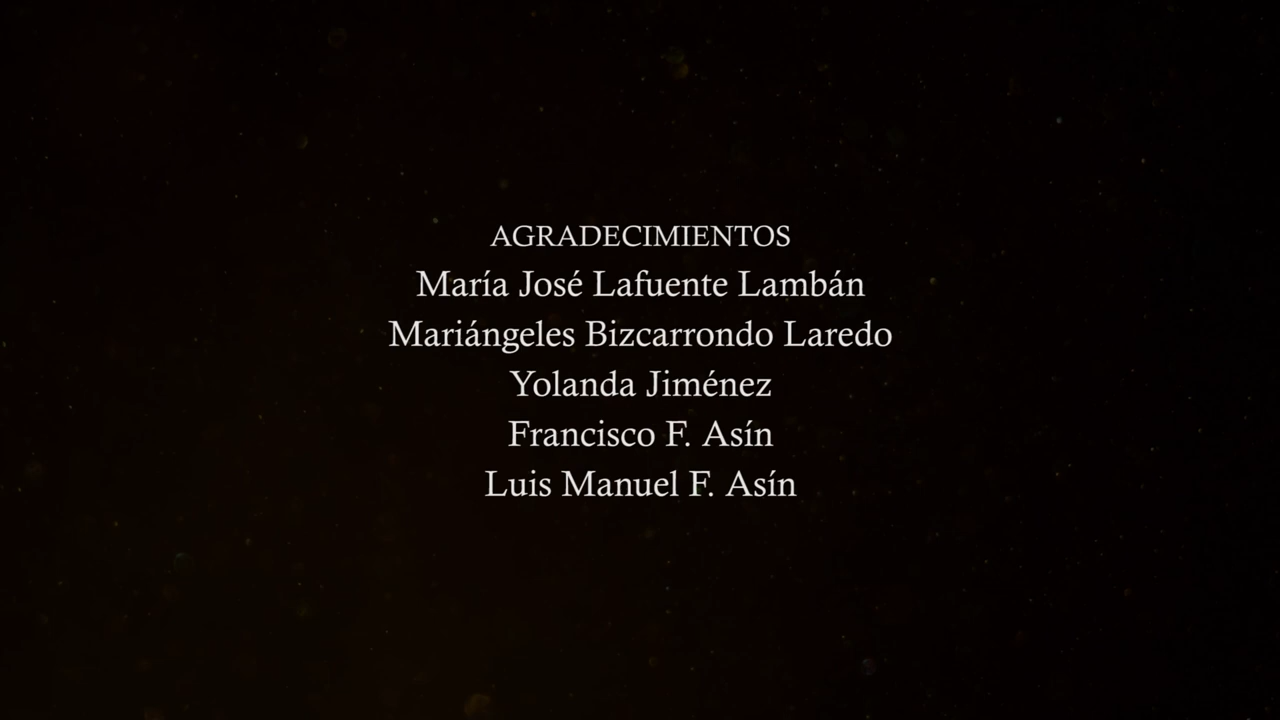 AGRADECIMIENTOS
María José Lafuente Lambán
Mariángeles Bizcarrondo Laredo
Yolanda Jiménez
Francisco F. Asín
Luis Manuel F. Asín